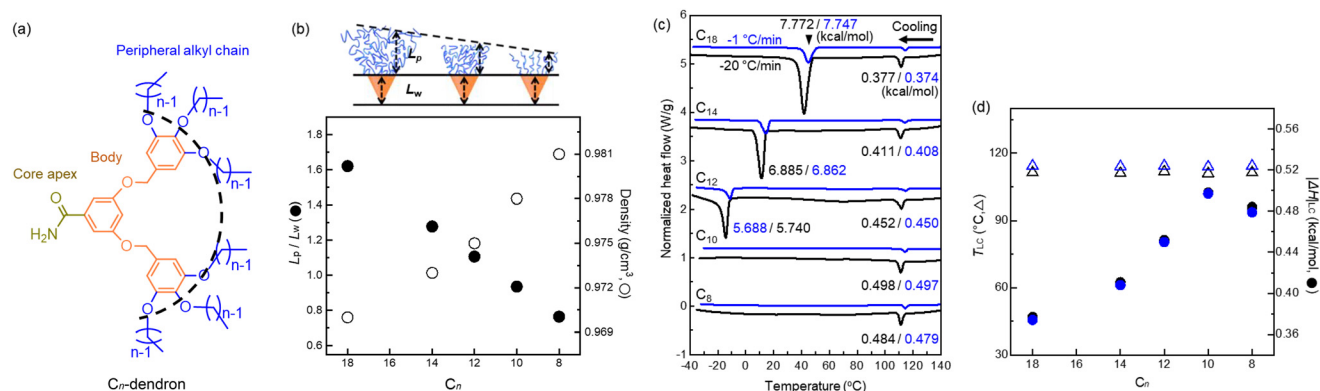 (a)
Peripheral alkyl chain
n-1
n-1
O
O
n-1
O
Body
Core apex
O
O
H₂N
O
n-1
O
O
O
n-1
n-1
Cn-dendron
(b)
Lp
Lw
Lp / Lw (●)
1.8
1.6
1.4
1.2
1.0
0.8
0.6
0.981
0.978
0.975
0.972
0.969
Density (g/cm³, ○)
18 16 14 12 10 8
Cn
(c)
Normalized heat flow (W/g)
6
5
4
3
2
1
0
-1
7.772 / 7.747
(kcal/mol)
Cooling
C18
-1 °C/min
-20 °C/min
0.377 / 0.374
(kcal/mol)
C14
0.411 / 0.408
6.885 / 6.862
C12
5.688 / 5.740
0.452 / 0.450
C10
0.498 / 0.497
C8
0.484 / 0.479
-40 -20 0 20 40 60 80 100 120 140
Temperature (°C)
(d)
TLC (°C,△)
120
90
60
30
0.56
0.52
0.48
0.44
0.40
0.36
|ΔH|LC (kcal/mol, ●)
18 16 14 12 10 8
Cn